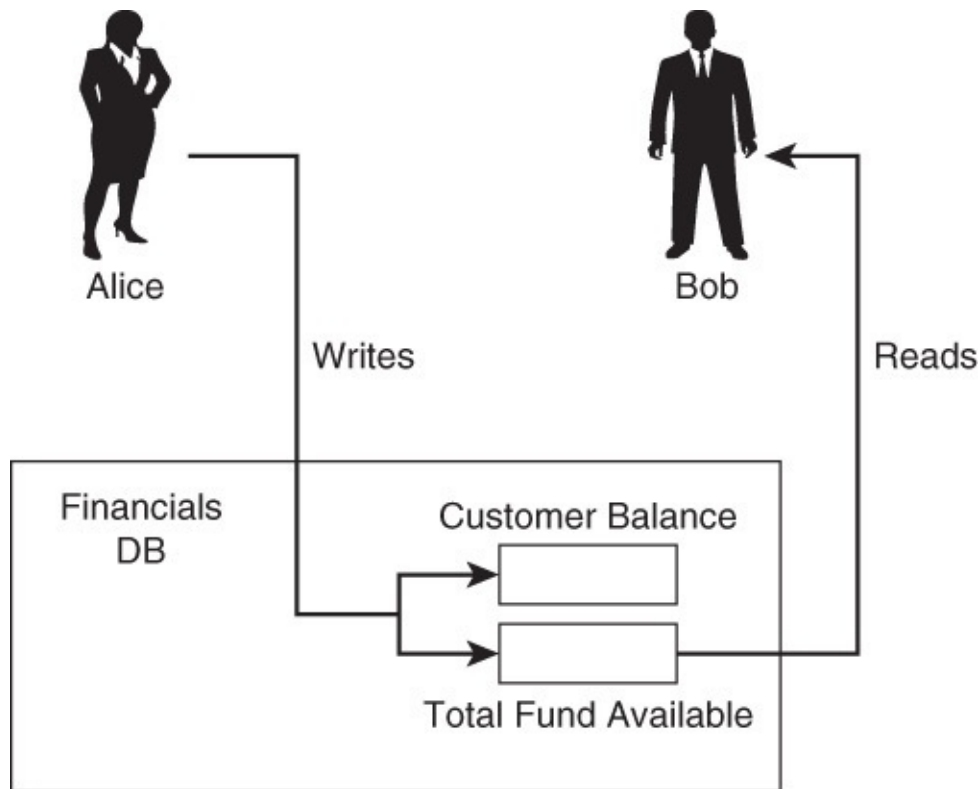 Alice
Bob
Writes
Reads
Financials
DB
Customer Balance
Total Fund Available